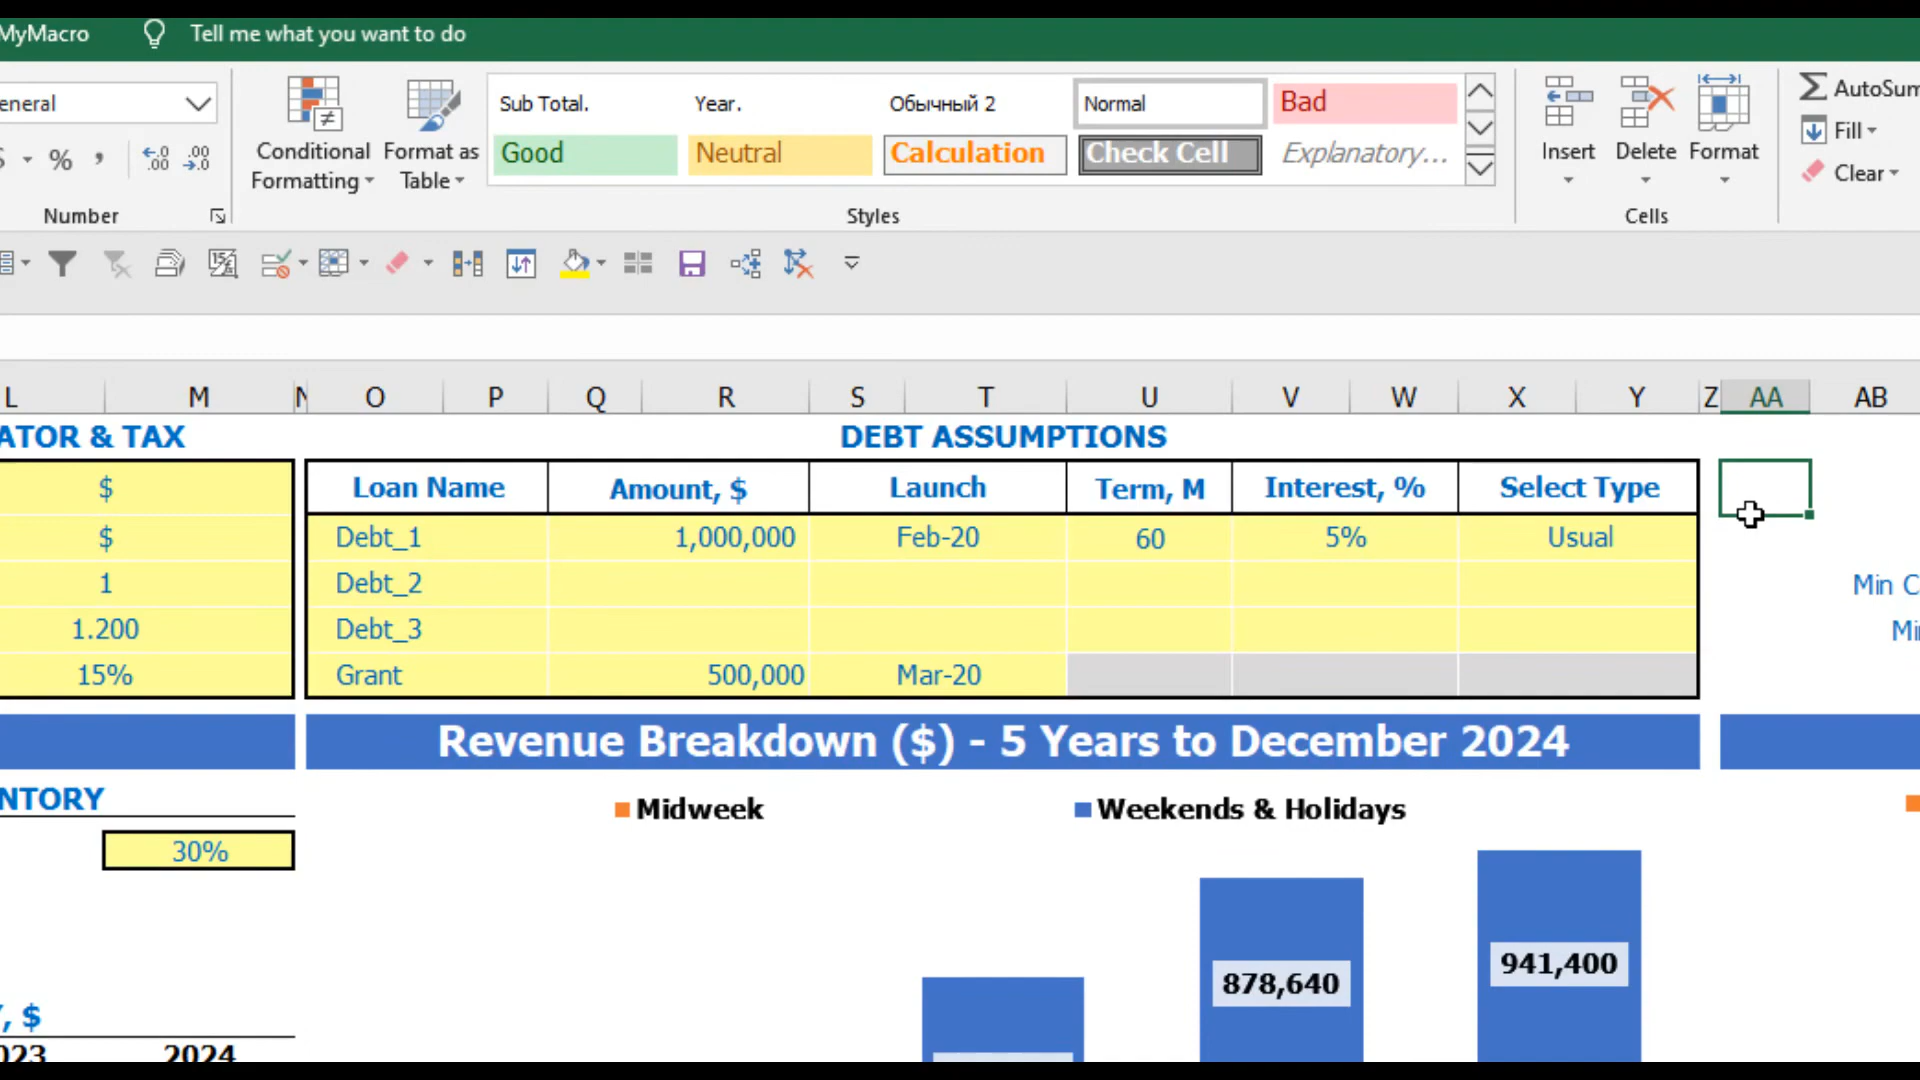 MyMacro Tell me what you want to do
eneral
Sub Total. Year. Обычный 2 Normal Bad
Good Neutral Calculation Check Cell Explanatory...
Conditional Formatting
Format as Table
Insert Delete Format
AutoSum
Fill
Clear
% ,
Number Styles Cells
L M N O P Q R S T U V W X Y Z AA AB
ATOR & TAX DEBT ASSUMPTIONS
$ Loan Name Amount, $ Launch Term, M Interest, % Select Type
$ Debt_1 1,000,000 Feb-20 60 5% Usual
1 Debt_2 Min C
1.200 Debt_3
15% Grant 500,000 Mar-20
Revenue Breakdown ($) - 5 Years to December 2024
NTORY Midweek Weekends & Holidays
30%
941,400
878,640
, $
023 2024